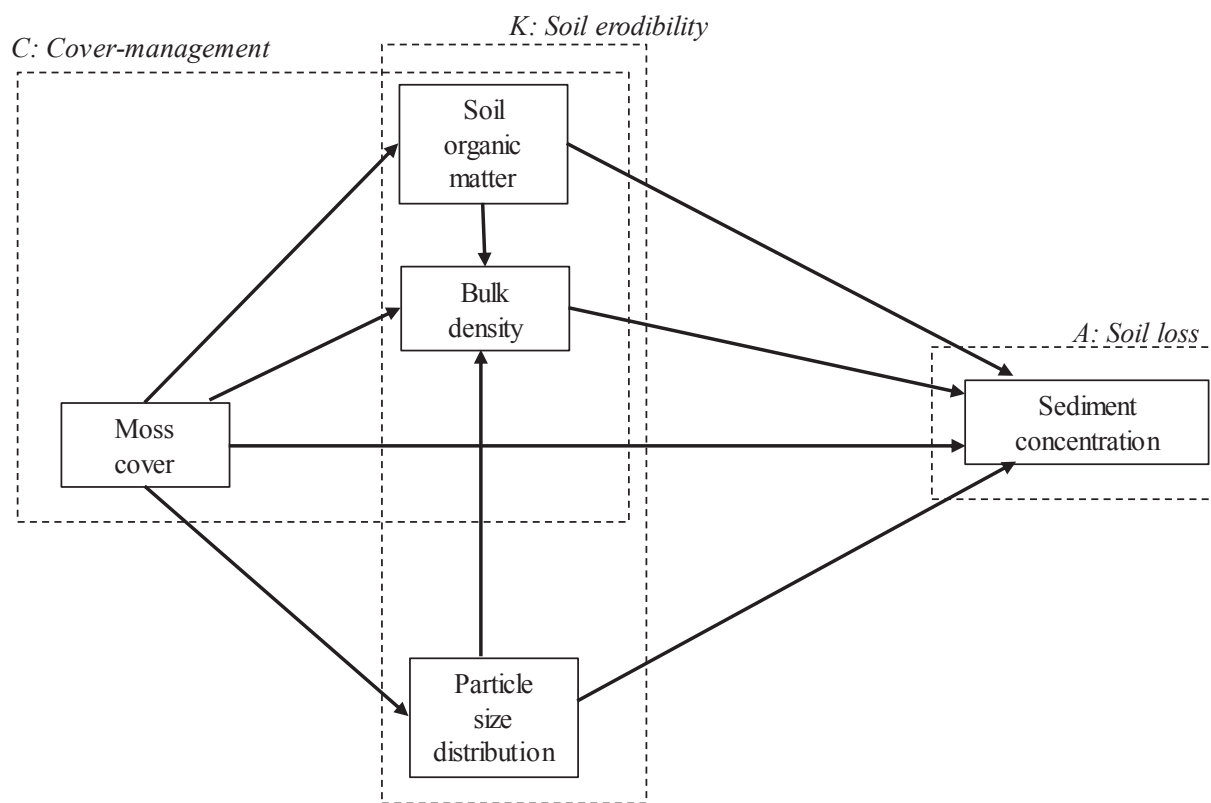 K: Soil erodibility
C: Cover-management
Soil
organic
matter
Bulk
density
A: Soil loss
Sediment
concentration
Moss
cover
Particle
size
distribution